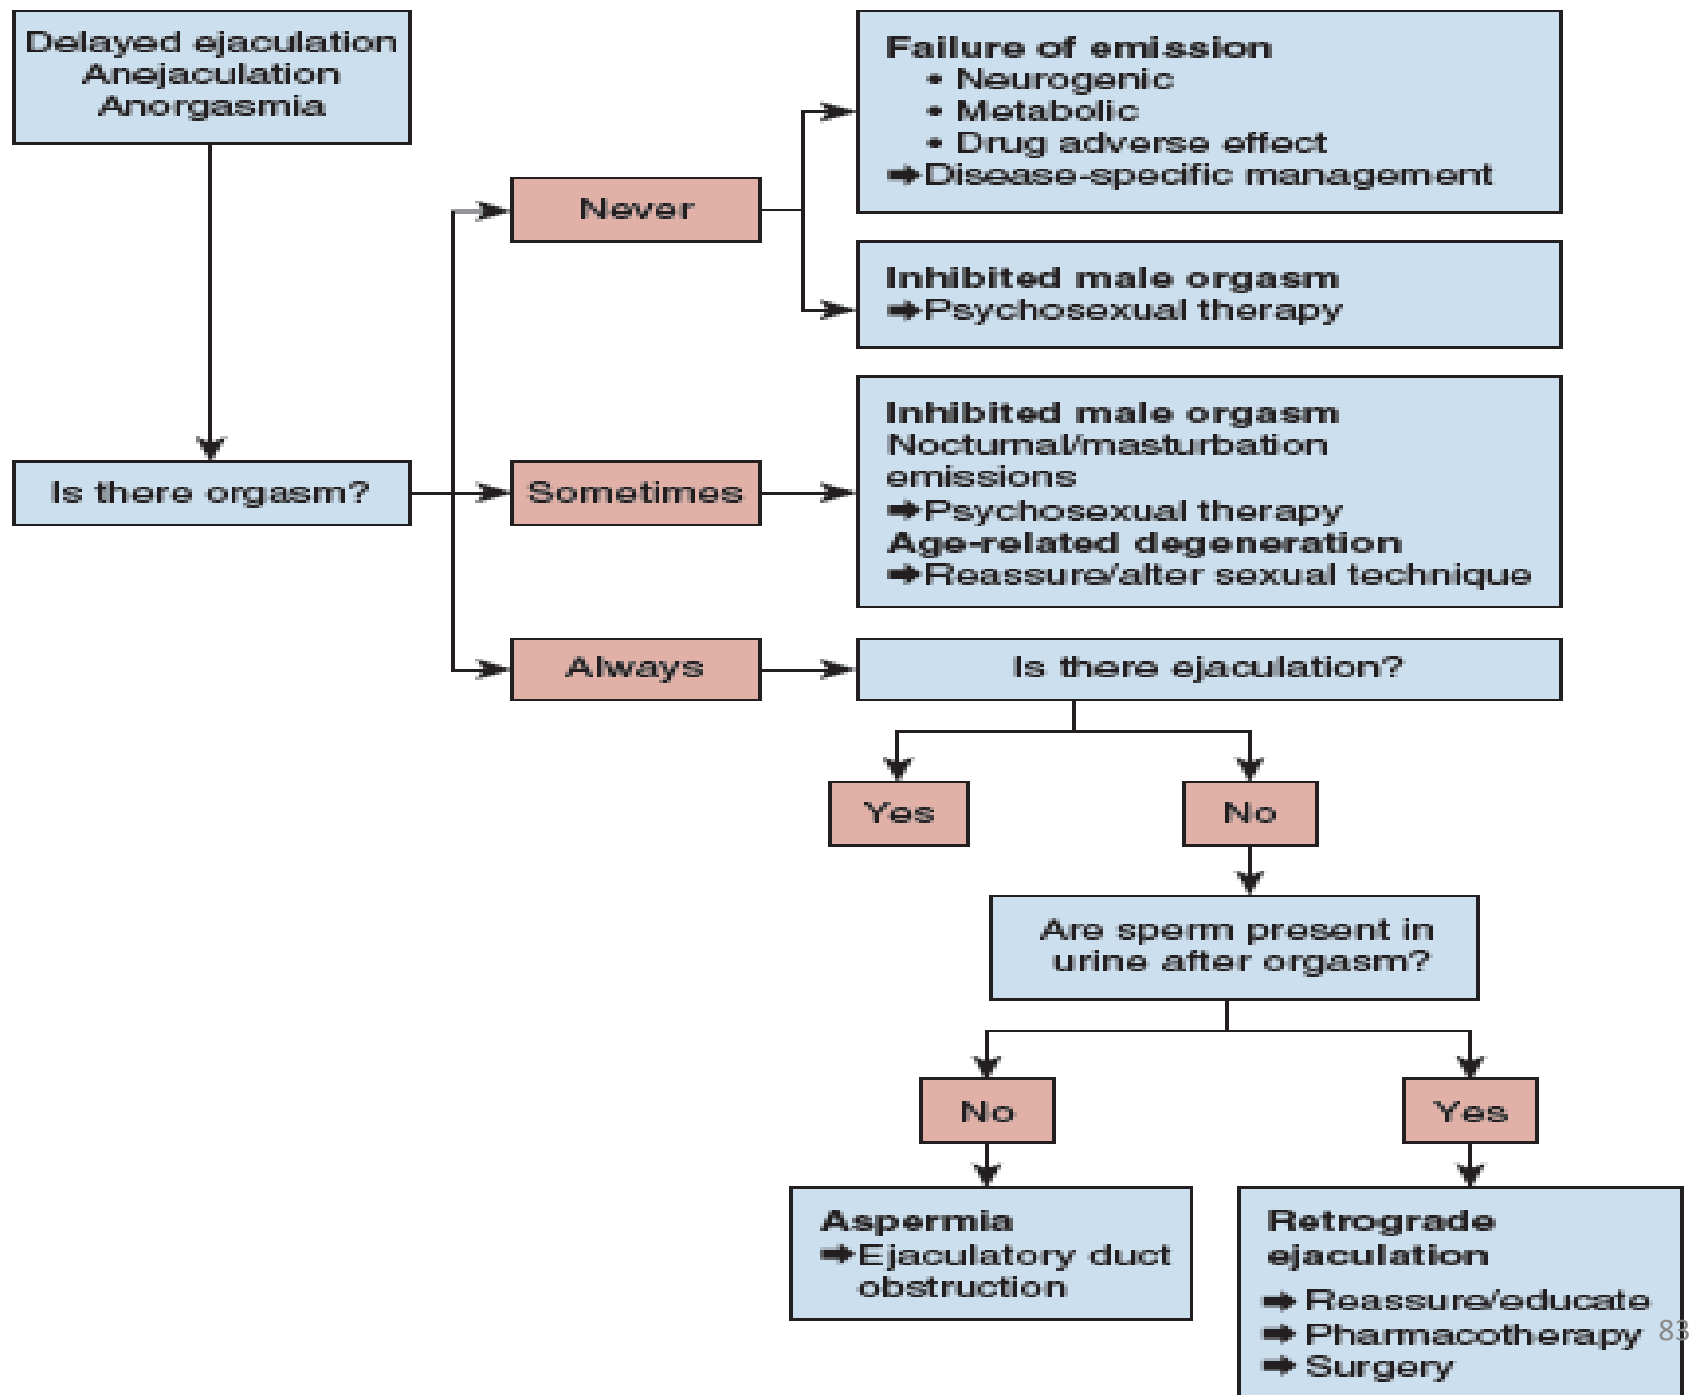 Delayed ejaculation
Anejaculation
Anorgasmia
Is there orgasm?
Never
Failure of emission
• Neurogenic
• Metabolic
• Drug adverse effect
➡Disease-specific management
Inhibited male orgasm
➡Psychosexual therapy
Sometimes
Inhibited male orgasm
Nocturnal/masturbation
emissions
➡Psychosexual therapy
Age-related degeneration
➡Reassure/alter sexual technique
Always
Is there ejaculation?
Yes
No
Are sperm present in
urine after orgasm?
No
Yes
Aspermia
➡Ejaculatory duct
obstruction
Retrograde
ejaculation
➡Reassure/educate
➡Pharmacotherapy
➡Surgery
83